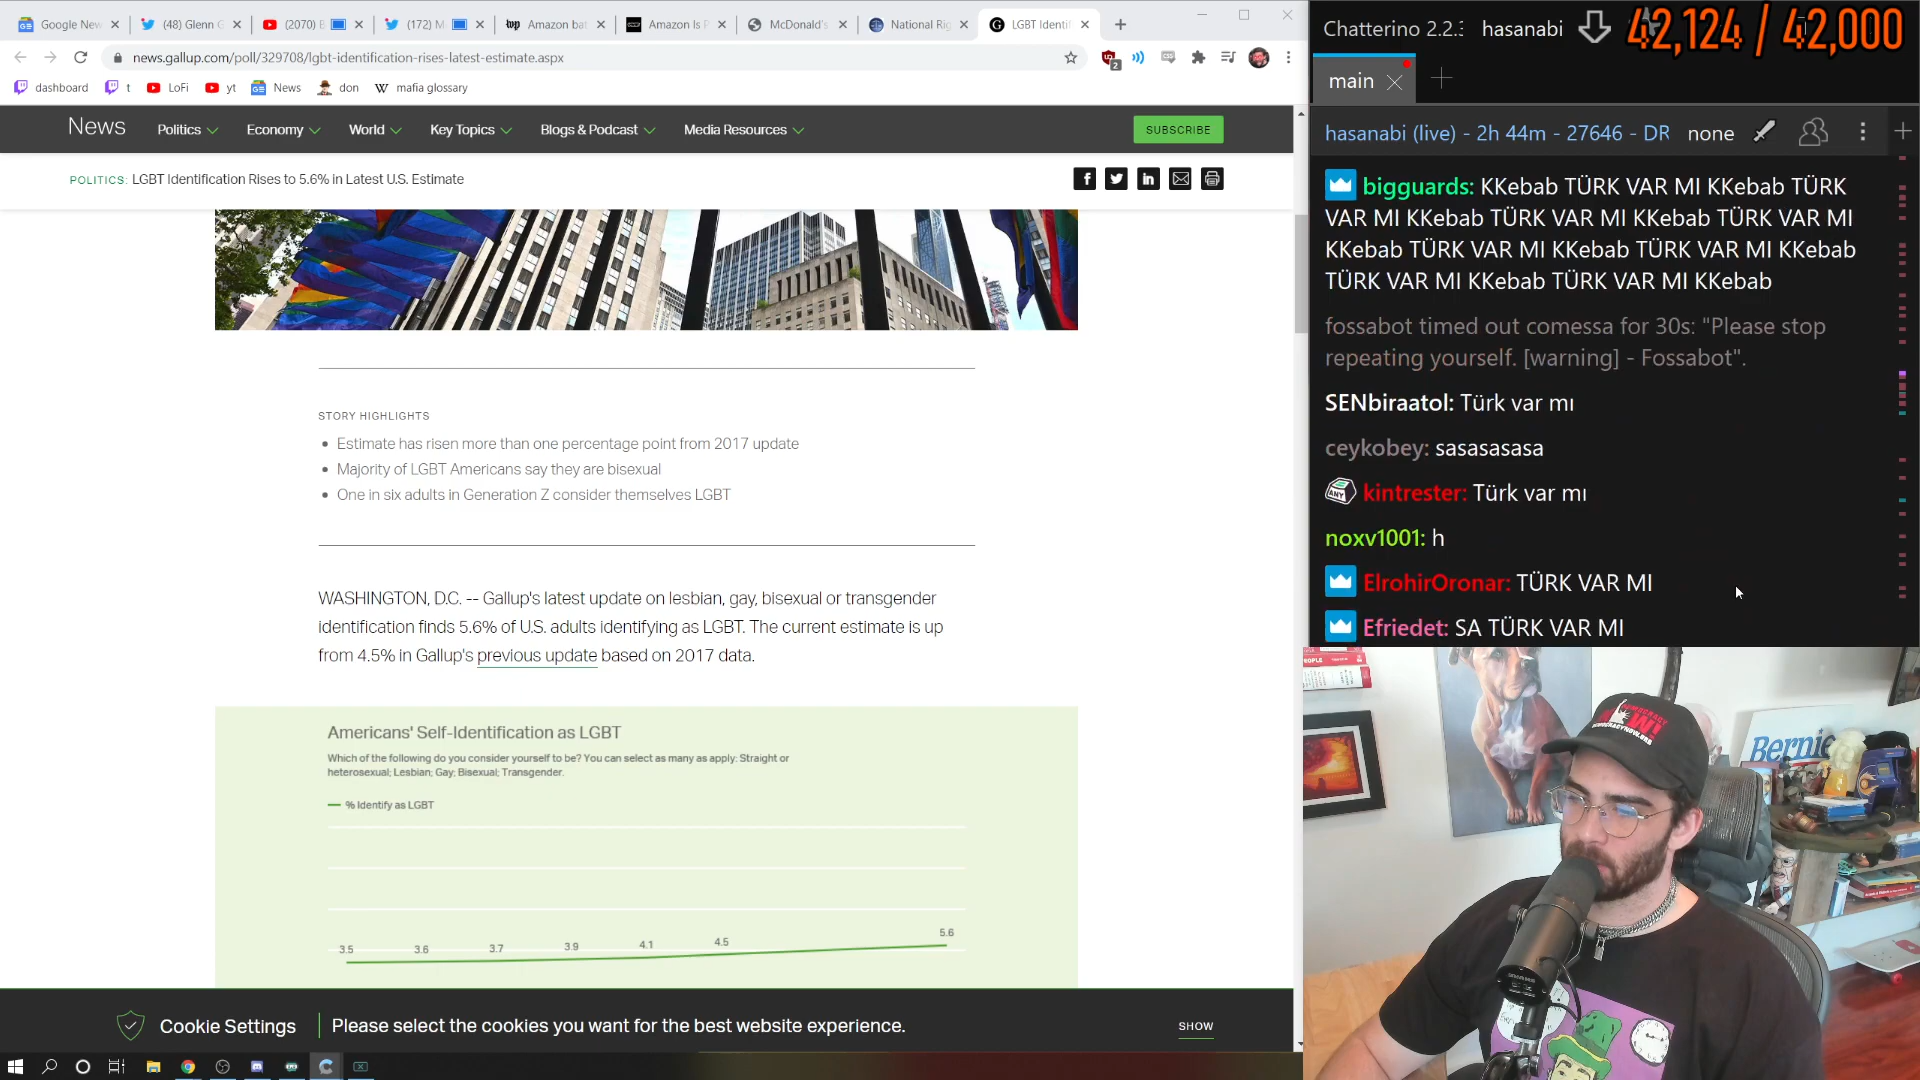 Google New
(48) Glenn G
(2070) B
(172) M
Amazon bat
Amazon Is P
McDonald's
National Rig
LGBT Identif
news.gallup.com/poll/329708/lgbt-identification-rises-latest-estimate.aspx
2
dashboard
t
LoFi
yt
News
don
mafia glossary
News
Politics
Economy
World
Key Topics
Blogs & Podcast
Media Resources
SUBSCRIBE
POLITICS: LGBT Identification Rises to 5.6% in Latest U.S. Estimate
STORY HIGHLIGHTS
Estimate has risen more than one percentage point from 2017 update
Majority of LGBT Americans say they are bisexual
One in six adults in Generation Z consider themselves LGBT
WASHINGTON, D.C. -- Gallup's latest update on lesbian, gay, bisexual or transgender
identification finds 5.6% of U.S. adults identifying as LGBT. The current estimate is up
from 4.5% in Gallup's previous update based on 2017 data.
Americans' Self-Identification as LGBT
Which of the following do you consider yourself to be? You can select as many as apply: Straight or
heterosexual; Lesbian; Gay; Bisexual; Transgender.
% Identify as LGBT
3.5 3.6 3.7 3.9 4.1 4.5 5.6
Cookie Settings
Please select the cookies you want for the best website experience.
SHOW
Chatterino 2.2.3
hasanabi
42,124 / 42,000
main
hasanabi (live) - 2h 44m - 27646 - DR
none
bigguards: KKebab TÜRK VAR MI KKebab TÜRK
VAR MI KKebab TÜRK VAR MI KKebab TÜRK VAR MI
KKebab TÜRK VAR MI KKebab TÜRK VAR MI KKebab
TÜRK VAR MI KKebab TÜRK VAR MI KKebab
fossabot timed out comessa for 30s: "Please stop
repeating yourself. [warning] - Fossabot".
SENbiraatol: Türk var mı
ceykobey: sasasasasa
ANY
kintrester: Türk var mı
noxv1001: h
ElrohirOronar: TÜRK VAR MI
Efriedet: SA TÜRK VAR MI
DEMOCRACY
NOW!
DEMOCRACYNOW.ORG
Bernie
PEOPLE